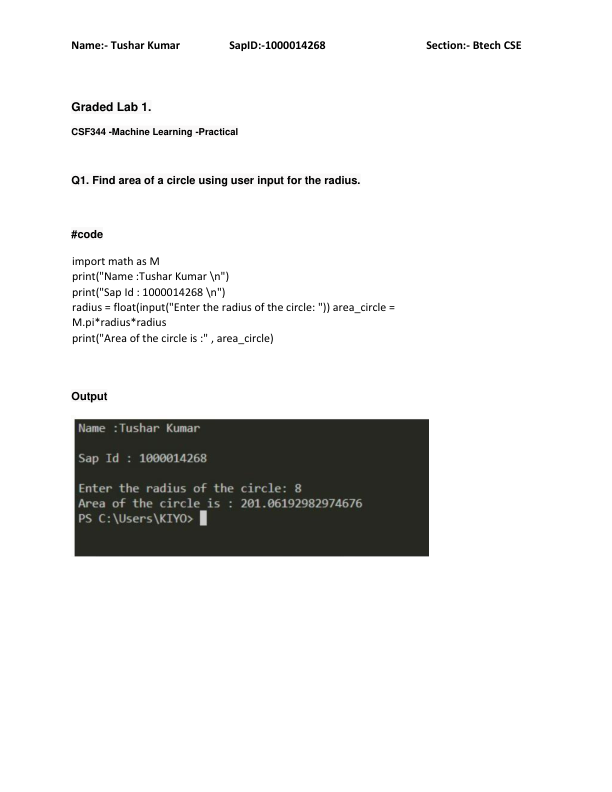 Name:- Tushar Kumar SapID:-1000014268 Section:- Btech CSE
Graded Lab 1.
CSF344 -Machine Learning -Practical
Q1. Find area of a circle using user input for the radius.
#code
import math as M
print("Name :Tushar Kumar \n")
print("Sap Id : 1000014268 \n")
radius = float(input("Enter the radius of the circle: ")) area_circle =
M.pi*radius*radius
print("Area of the circle is :" , area_circle)
Output
Name :Tushar Kumar
Sap Id : 1000014268
Enter the radius of the circle: 8
Area of the circle is : 201.06192982974676
PS C:\Users\KIYO>